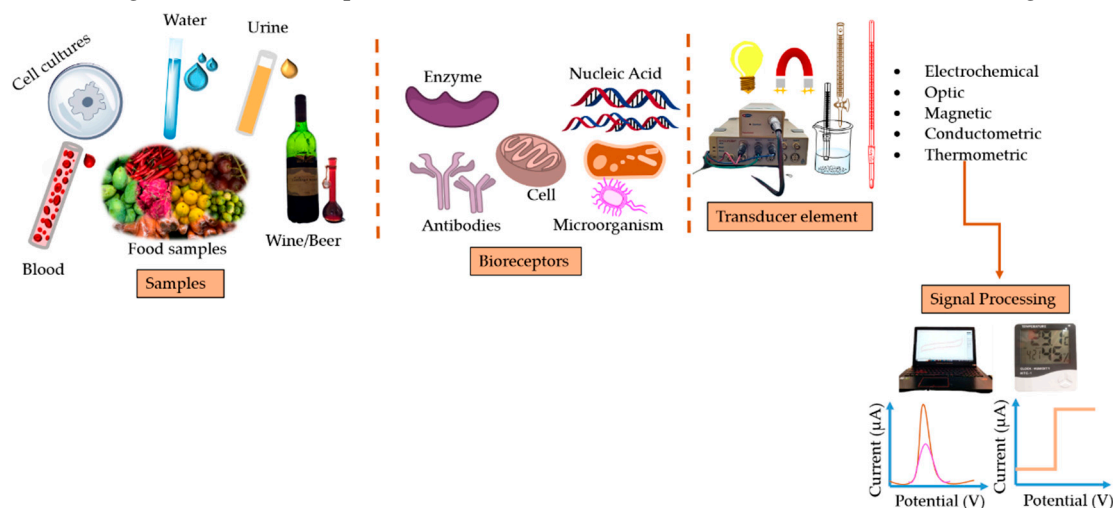 Cell cultures
Water
Urine
Blood
Food samples
Wine/Beer
Samples
Enzyme
Nucleic Acid
Antibodies
Cell
Microorganism
Bioreceptors
Transducer element
• Electrochemical
• Optic
• Magnetic
• Conductometric
• Thermometric
Signal Processing
Current (µA)
Potential (V)
Current (µA)
Potential (V)